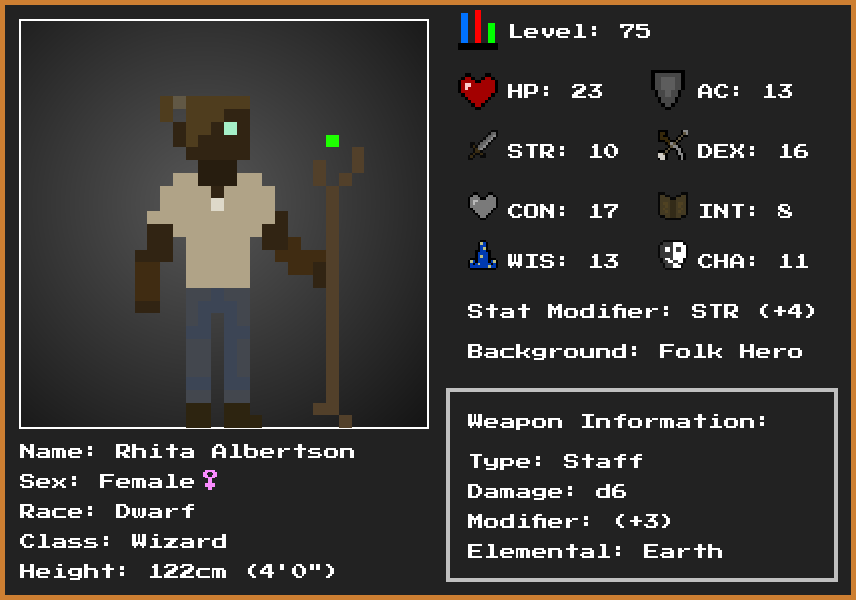 Level: 75
HP: 23
AC: 13
STR: 10
DEX: 16
CON: 17
INT: 8
WIS: 13
CHA: 11
Stat Modifier: STR (+4)
Background: Folk Hero
Name: Rhita Albertson
Sex: Female
Race: Dwarf
Class: Wizard
Height: 122cm (4'0")
Weapon Information:
Type: Staff
Damage: d6
Modifier: (+3)
Elemental: Earth